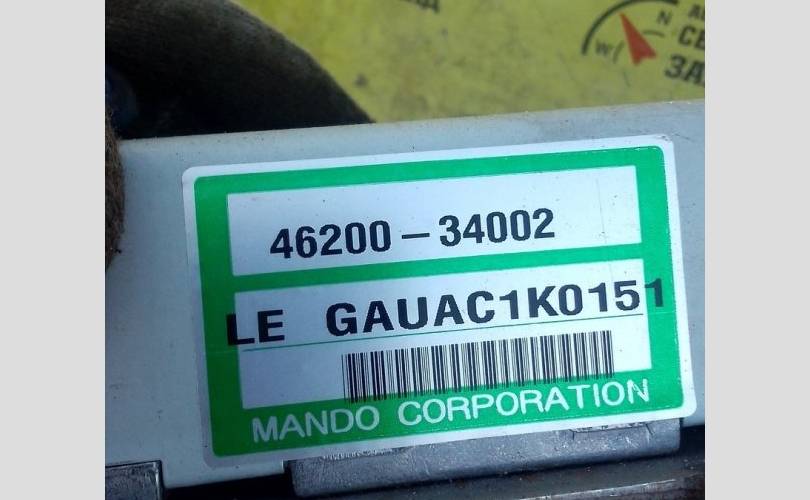 N
W
46200 – 34002
LE GAUAC1K0151
MANDO CORPORATION